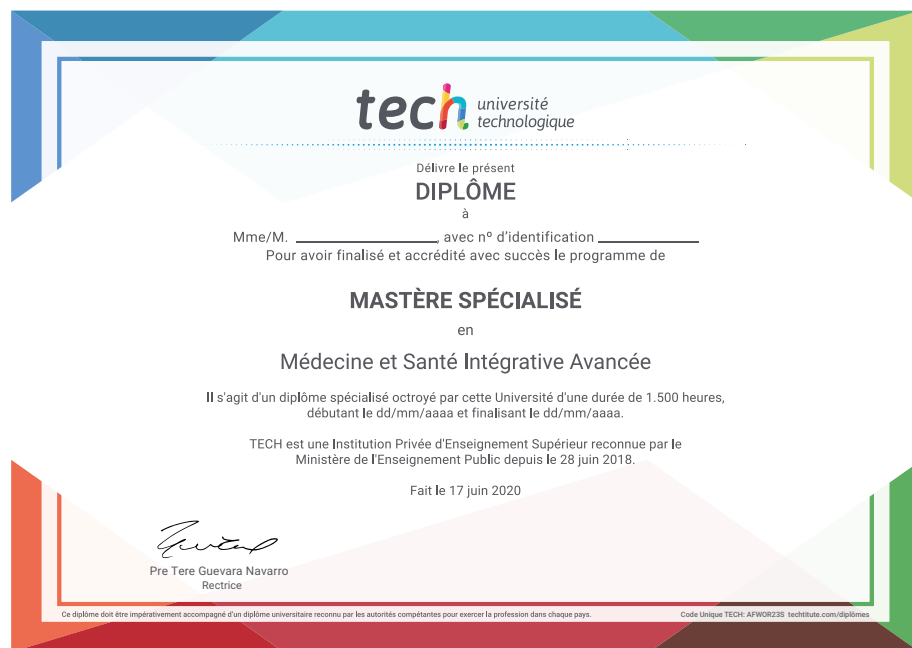 tech université
technologique
Délivre le présent
DIPLÔME
à
Mme/M. ____________, avec nº d'identification ____________
Pour avoir finalisé et accrédité avec succès le programme de
MASTÈRE SPÉCIALISÉ
en
Médecine et Santé Intégrative Avancée
Il s'agit d'un diplôme spécialisé octroyé par cette Université d'une durée de 1.500 heures,
débutant le dd/mm/aaaa et finalisant le dd/mm/aaaa.
TECH est une Institution Privée d'Enseignement Supérieur reconnue par le
Ministère de l'Enseignement Public depuis le 28 juin 2018.
Fait le 17 juin 2020
Pre Tere Guevara Navarro
Rectrice
Ce diplôme doit être impérativement accompagné d'un diplôme universitaire reconnu par les autorités compétentes pour exercer la profession dans chaque pays.
Code Unique TECH: AFWOR23S techtitute.com/diplômes